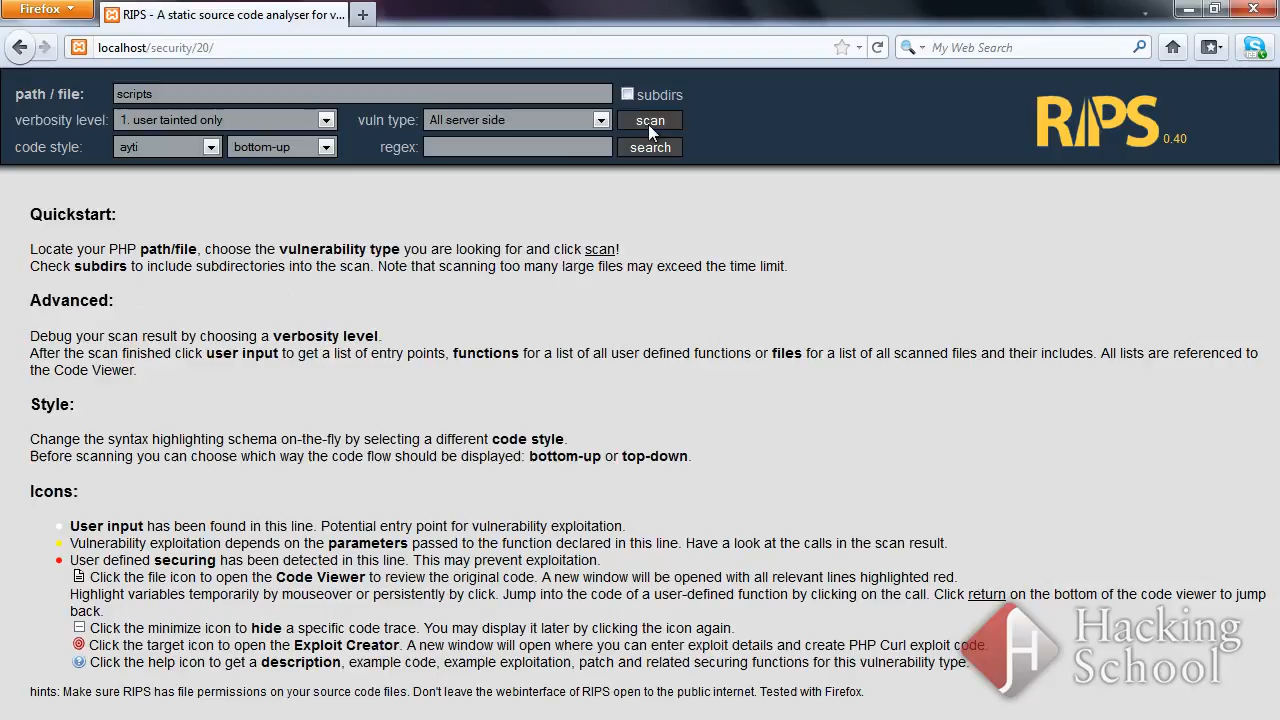 Firefox
RIPS - A static source code analyser for v...
localhost/security/20/
My Web Search
path / file: scripts subdirs
verbosity level: 1. user tainted only vuln type: All server side scan
code style: ayti bottom-up regex: search
RIPS 0.40
Quickstart:
Locate your PHP path/file, choose the vulnerability type you are looking for and click scan!
Check subdirs to include subdirectories into the scan. Note that scanning too many large files may exceed the time limit.
Advanced:
Debug your scan result by choosing a verbosity level.
After the scan finished click user input to get a list of entry points, functions for a list of all user defined functions or files for a list of all scanned files and their includes. All lists are referenced to
the Code Viewer.
Style:
Change the syntax highlighting schema on-the-fly by selecting a different code style.
Before scanning you can choose which way the code flow should be displayed: bottom-up or top-down.
Icons:
User input has been found in this line. Potential entry point for vulnerability exploitation.
Vulnerability exploitation depends on the parameters passed to the function declared in this line. Have a look at the calls in the scan result.
User defined securing has been detected in this line. This may prevent exploitation.
Click the file icon to open the Code Viewer to review the original code. A new window will be opened with all relevant lines highlighted red.
Highlight variables temporarily by mouseover or persistently by click. Jump into the code of a user-defined function by clicking on the call. Click return on the bottom of the code viewer to jump
back.
Click the minimize icon to hide a specific code trace. You may display it later by clicking the icon again.
Click the target icon to open the Exploit Creator. A new window will open where you can enter exploit details and create PHP Curl exploit code.
Click the help icon to get a description, example code, example exploitation, patch and related securing functions for this vulnerability type.
hints: Make sure RIPS has file permissions on your source code files. Don't leave the webinterface of RIPS open to the public internet. Tested with Firefox.
Hacking
School